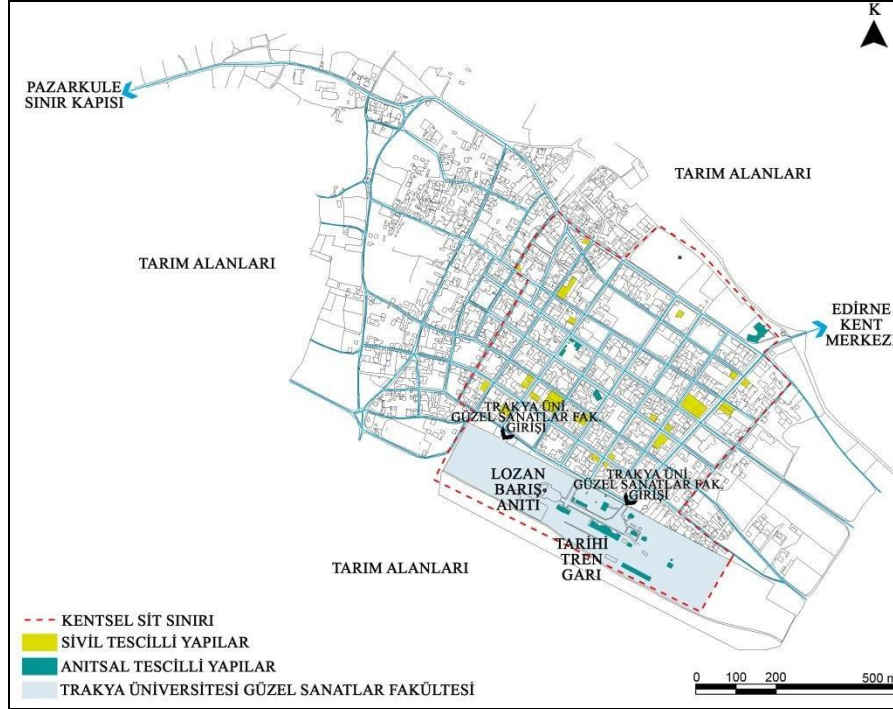 K
PAZARKULE
SINIR KAPISI
TARIM ALANLARI
TARIM ALANLARI
EDİRNE
KENT
MERKEZİ
TRAKYA ÜNİ.
GÜZEL SANATLAR FAK.
GİRİŞİ
LOZAN
BARIŞ
ANITI
TRAKYA ÜNİ.
GÜZEL SANATLAR FAK.
GİRİŞİ
TARİHİ
TREN
GARI
TARIM ALANLARI
KENTSEL SİT SINIRI
SİVİL TESCİLLİ YAPILAR
ANITSAL TESCİLLİ YAPILAR
TRAKYA ÜNİVERSİTESİ GÜZEL SANATLAR FAKÜLTESİ
0 100 200 500 m